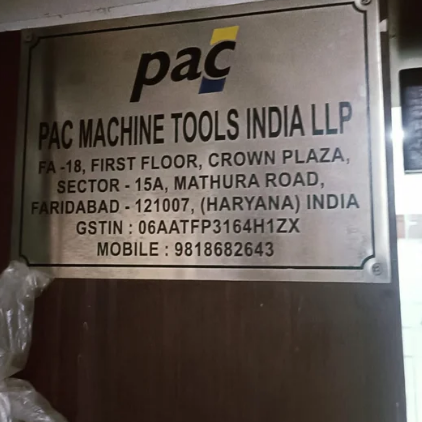 pac
PAC MACHINE TOOLS INDIA LLP
FA -18, FIRST FLOOR, CROWN PLAZA,
SECTOR - 15A, MATHURA ROAD,
FARIDABAD - 121007, (HARYANA) INDIA
GSTIN : 06AATFP3164H1ZX
MOBILE : 9818682643